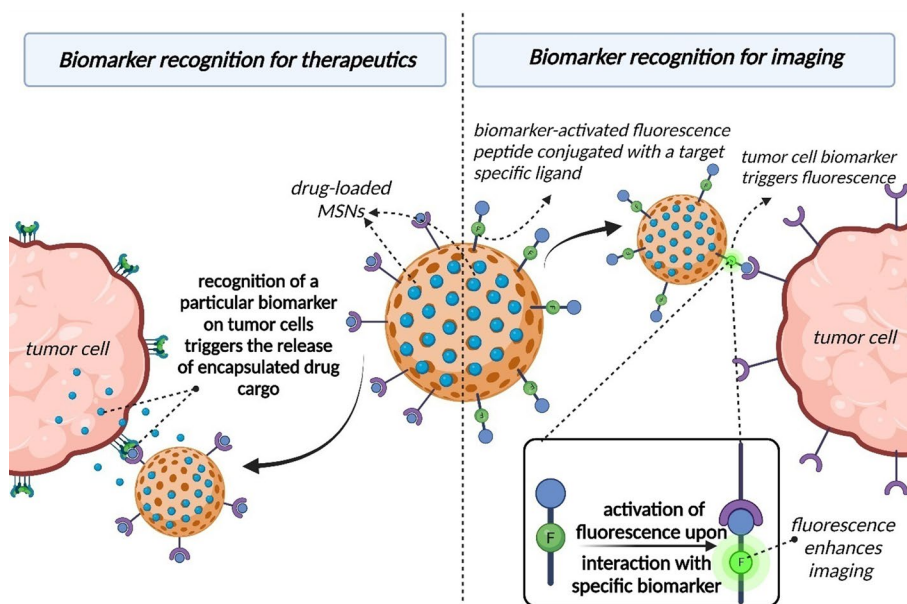 Biomarker recognition for therapeutics
Biomarker recognition for imaging
drug-loaded
MSNs
recognition of a
particular biomarker
on tumor cells
triggers the release
of encapsulated drug
cargo
tumor cell
biomarker-activated fluorescence
peptide conjugated with a target
specific ligand
tumor cell biomarker
triggers fluorescence
tumor cell
F
F
F
F
F
F
F
activation of
fluorescence upon
interaction with
specific biomarker
F
F
fluorescence
enhances
imaging